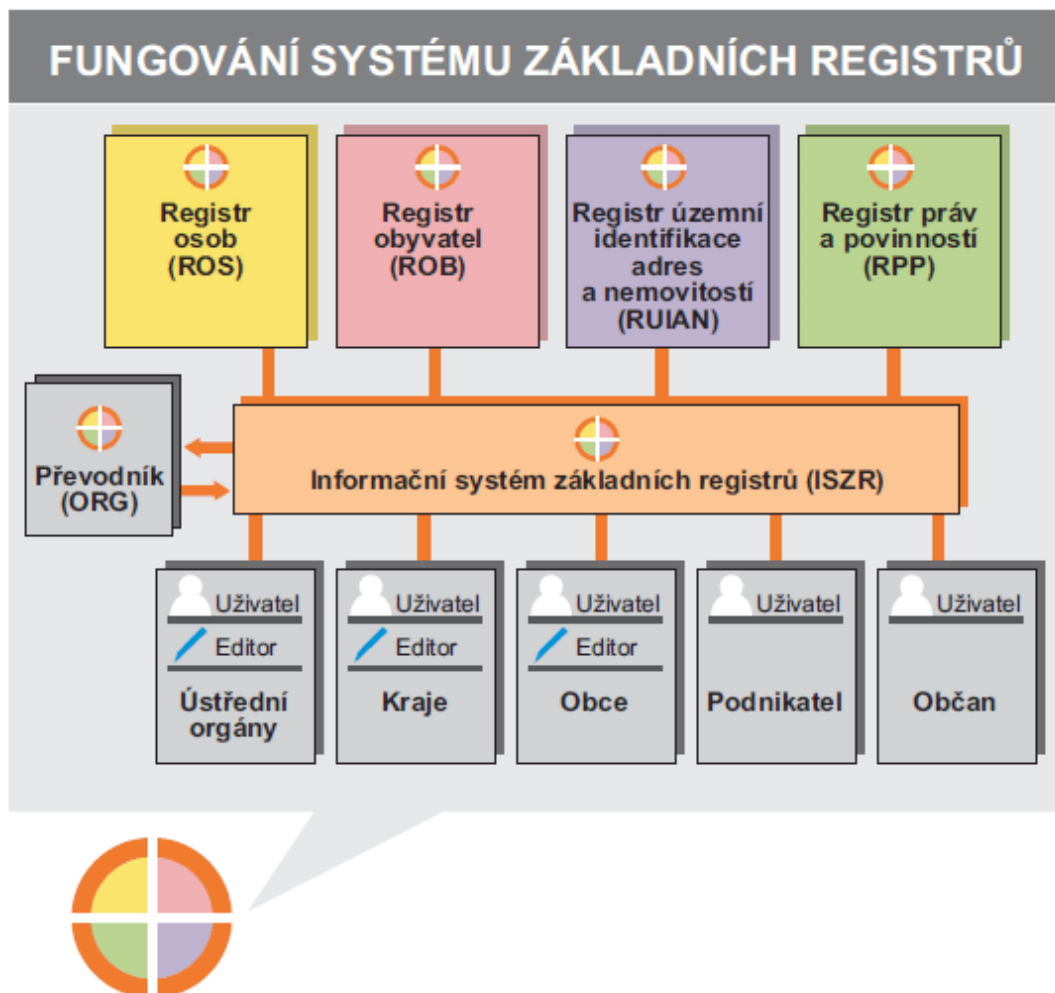 FUNGOVÁNÍ SYSTÉMU ZÁKLADNÍCH REGISTRŮ
Registr
osob
(ROS)
Registr
obyvatel
(ROB)
Registr územní
identifikace
adres
a nemovitostí
(RUIAN)
Registr práv
a povinností
(RPP)
Převodník
(ORG)
Informační systém základních registrů (ISZR)
Uživatel
Editor
Ústřední
orgány
Uživatel
Editor
Kraje
Uživatel
Editor
Obce
Uživatel
Podnikatel
Uživatel
Občan